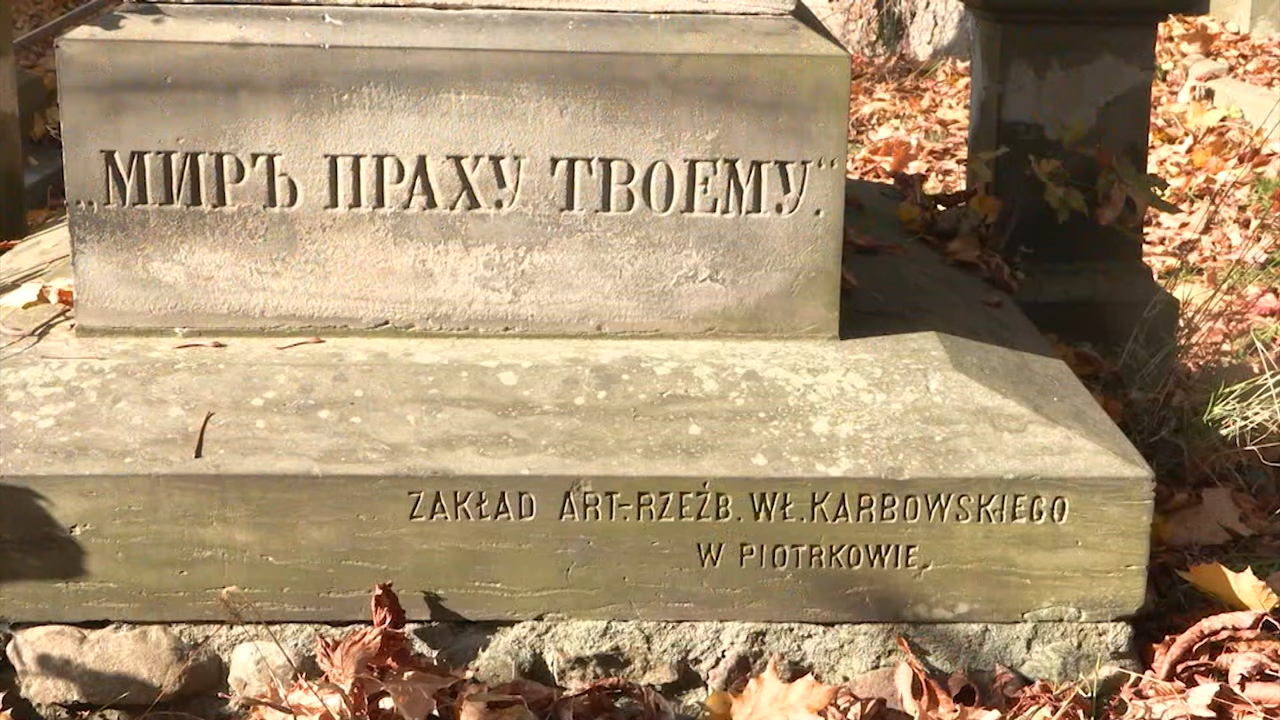 „МИРЪ ПРАХУ ТВОЕМУ.“
ZAKŁAD ART-RZEŹB. WŁ. KARBOWSKIEGO
W PIOTRKOWIE.